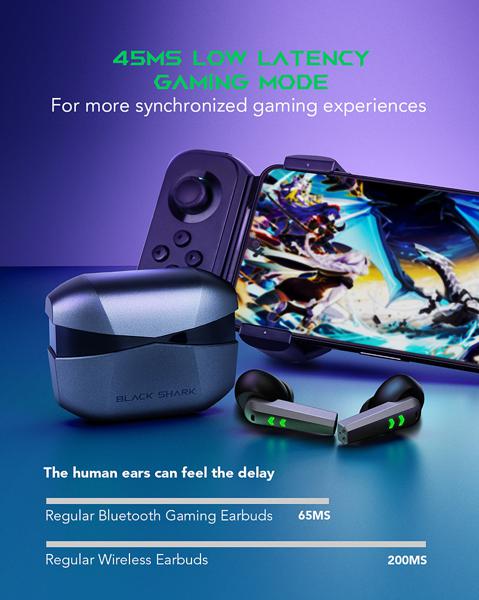 45MS LOW LATENCY
GAMING MODE
For more synchronized gaming experiences
BLACK SHARK
The human ears can feel the delay
Regular Bluetooth Gaming Earbuds 65MS
Regular Wireless Earbuds 200MS